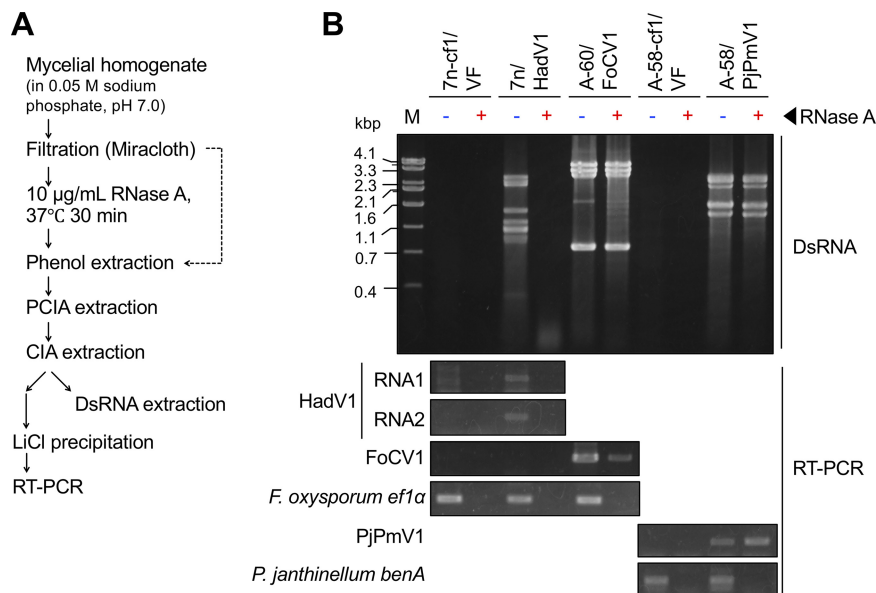 A
Mycelial homogenate
(in 0.05 M sodium
phosphate, pH 7.0)
Filtration (Miracloth)
10 µg/mL RNase A,
37℃ 30 min
Phenol extraction
PCIA extraction
CIA extraction
DsRNA extraction
LiCl precipitation
RT-PCR
B
7n-cf1/
VF
7n/
HadV1
A-60/
FoCV1
A-58-cf1/
VF
A-58/
PjPmV1
kbp
M
- + - + - + - + - +
RNase A
4.1
3.3
2.3
2.1
1.6
1.1
0.7
0.4
DsRNA
HadV1
RNA1
RNA2
FoCV1
F. oxysporum ef1α
PjPmV1
P. janthinellum benA
RT-PCR